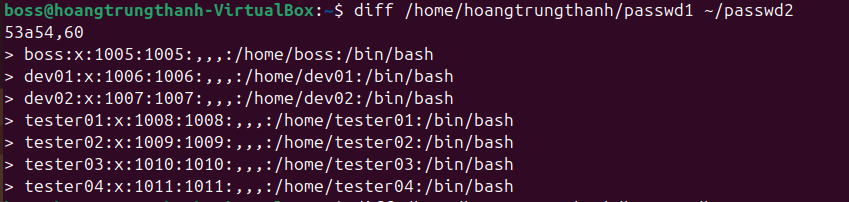 boss@hoangtrungthanh-VirtualBox:~$ diff /home/hoangtrungthanh/passwd1 ~/passwd2
53a54,60
> boss:x:1005:1005:,,,:/home/boss:/bin/bash
> dev01:x:1006:1006:,,,:/home/dev01:/bin/bash
> dev02:x:1007:1007:,,,:/home/dev02:/bin/bash
> tester01:x:1008:1008:,,,:/home/tester01:/bin/bash
> tester02:x:1009:1009:,,,:/home/tester02:/bin/bash
> tester03:x:1010:1010:,,,:/home/tester03:/bin/bash
> tester04:x:1011:1011:,,,:/home/tester04:/bin/bash